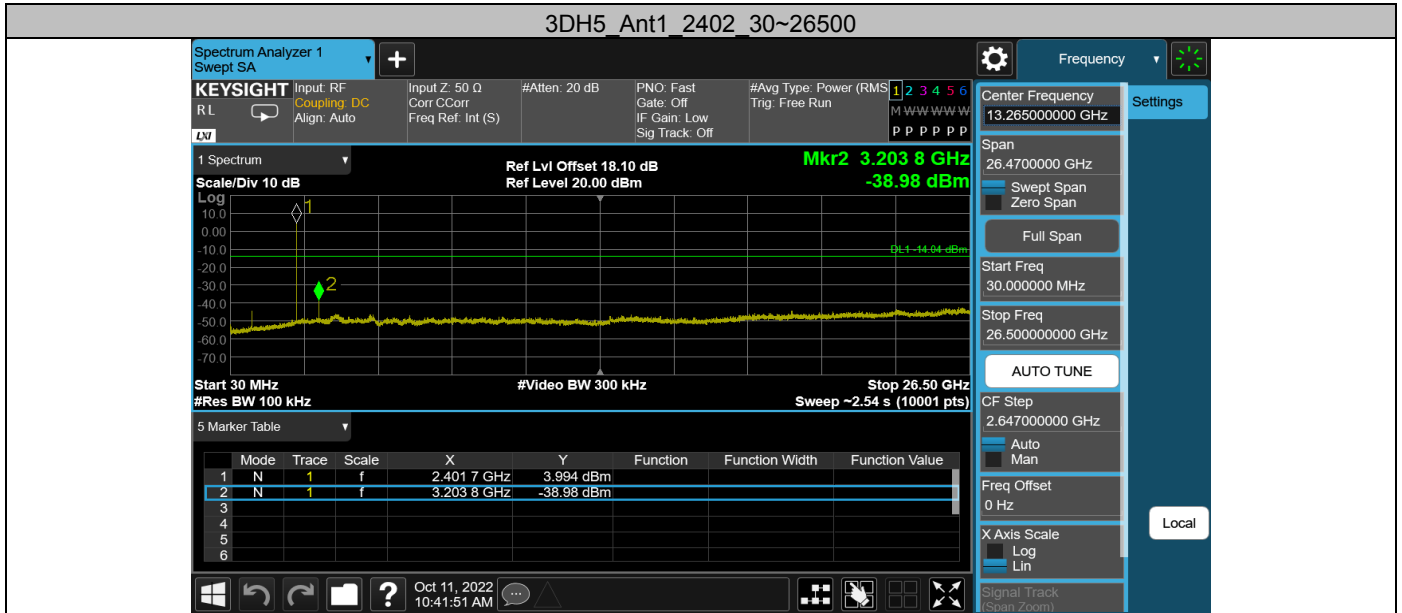 3DH5_Ant1_2402_30~26500
Spectrum Analyzer 1
Swept SA
Frequency
KEYSIGHT
RL
LXI
Input: RF
Coupling: DC
Align: Auto
Input Z: 50 Ω
Corr CCorr
Freq Ref: Int (S)
#Atten: 20 dB
PNO: Fast
Gate: Off
IF Gain: Low
Sig Track: Off
#Avg Type: Power (RMS
Trig: Free Run
1 2 3 4 5 6
M W W W W W
P P P P P P
1 Spectrum
Scale/Div 10 dB
Ref Lvl Offset 18.10 dB
Ref Level 20.00 dBm
Mkr2 3.203 8 GHz
-38.98 dBm
Log
10.0
0.00
-10.0
-20.0
-30.0
-40.0
-50.0
-60.0
-70.0
1
2
DL1 -14.04 dBm
Start 30 MHz
#Video BW 300 kHz
Stop 26.50 GHz
#Res BW 100 kHz
Sweep ~2.54 s (10001 pts)
5 Marker Table
Mode Trace Scale X Y Function Function Width Function Value
1 N 1 f 2.401 7 GHz 3.994 dBm
2 N 1 f 3.203 8 GHz -38.98 dBm
3
4
5
6
Oct 11, 2022
10:41:51 AM
Center Frequency
13.265000000 GHz
Settings
Span
26.4700000 GHz
Swept Span
Zero Span
Full Span
Start Freq
30.000000 MHz
Stop Freq
26.500000000 GHz
AUTO TUNE
CF Step
2.647000000 GHz
Auto
Man
Freq Offset
0 Hz
X Axis Scale
Log
Lin
Signal Track
(Span Zoom)
Local